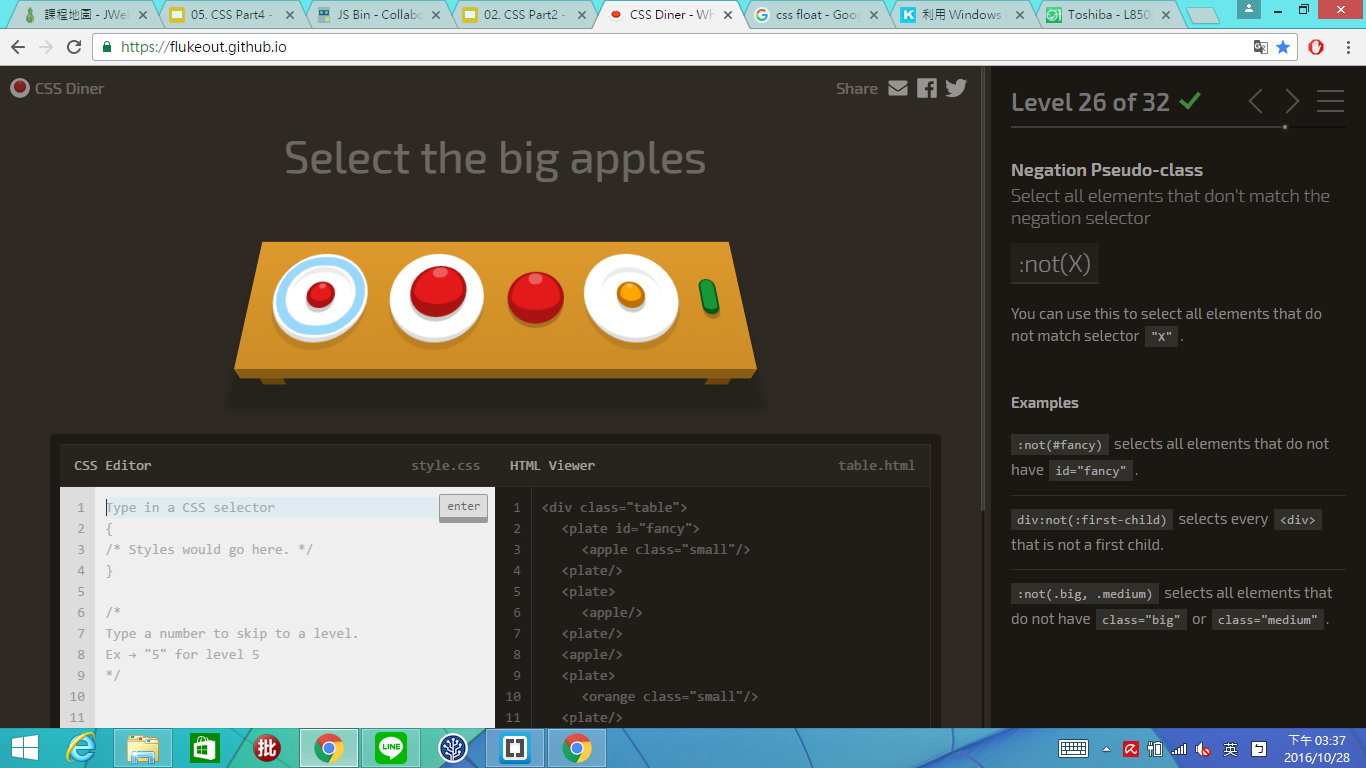 課程地圖 - JWei
05. CSS Part4 -
JS Bin - Collabo
02. CSS Part2 -
CSS Diner - Wh
css float - Goog
利用 Windows
Toshiba - L850
https://flukeout.github.io
CSS Diner
Share
Select the big apples
CSS Editor
style.css
HTML Viewer
table.html
1
Type in a CSS selector
enter
2
{
3
/* Styles would go here. */
4
}
5
6
/*
7
Type a number to skip to a level.
8
Ex → "5" for level 5
9
*/
10
11
1
<div class="table">
2
<plate id="fancy">
3
<apple class="small"/>
4
<plate/>
5
<plate>
6
<apple/>
7
<plate/>
8
<apple/>
9
<plate>
10
<orange class="small"/>
11
<plate/>
Level 26 of 32
Negation Pseudo-class
Select all elements that don't match the
negation selector
:not(X)
You can use this to select all elements that do
not match selector "X" .
Examples
:not(#fancy) selects all elements that do not
have id="fancy" .
div:not(:first-child) selects every <div>
that is not a first child.
:not(.big, .medium) selects all elements that
do not have class="big" or class="medium" .
批
LINE
英
下午 03:37
2016/10/28